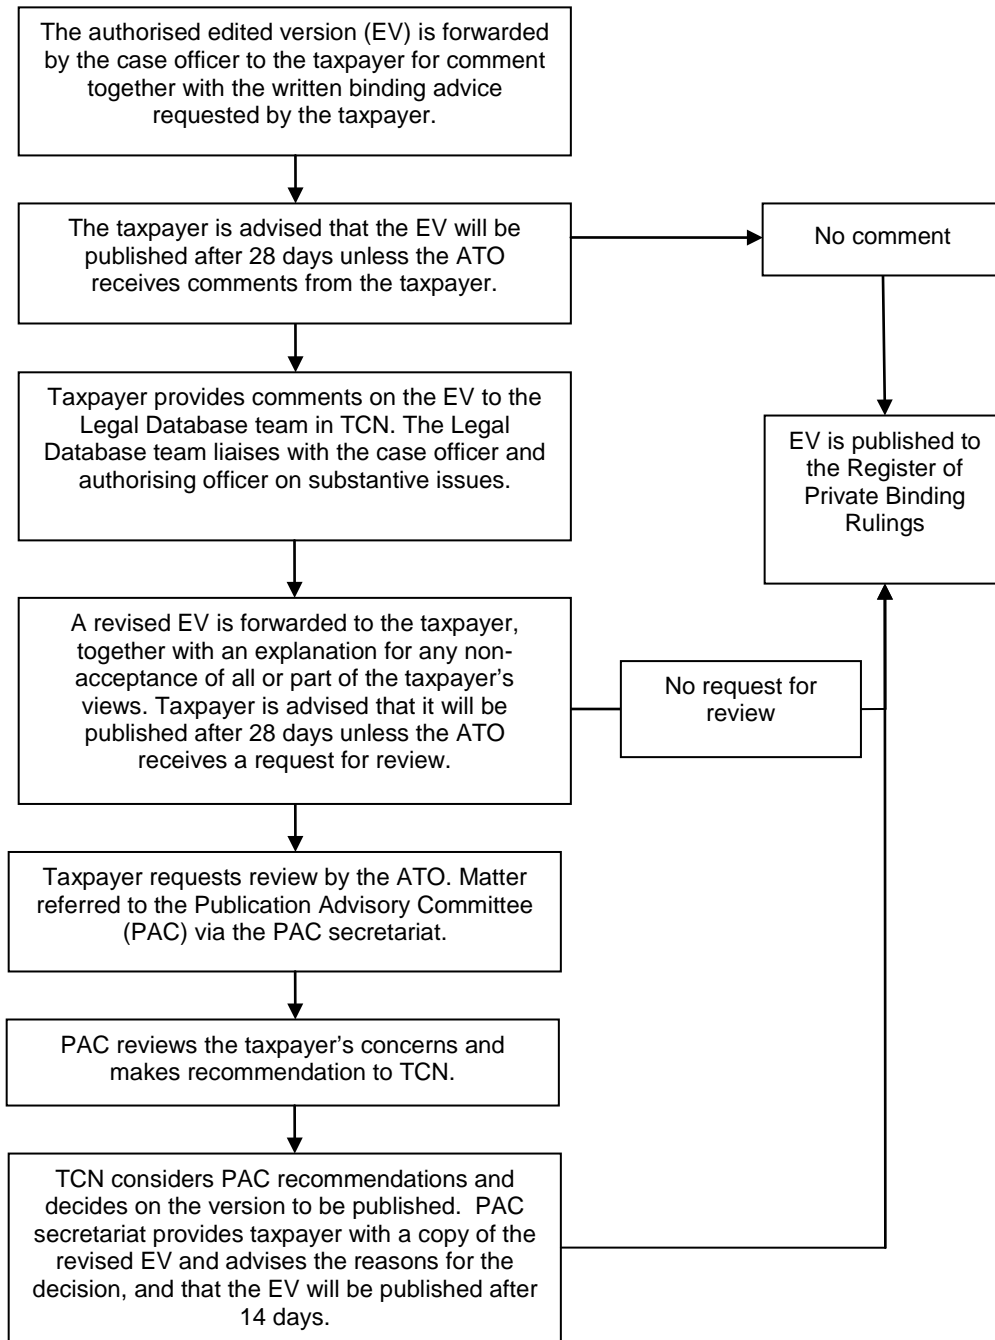 The authorised edited version (EV) is forwarded
by the case officer to the taxpayer for comment
together with the written binding advice
requested by the taxpayer.
The taxpayer is advised that the EV will be
published after 28 days unless the ATO
receives comments from the taxpayer.
No comment
Taxpayer provides comments on the EV to the
Legal Database team in TCN. The Legal
Database team liaises with the case officer and
authorising officer on substantive issues.
EV is published to
the Register of
Private Binding
Rulings
A revised EV is forwarded to the taxpayer,
together with an explanation for any non-
acceptance of all or part of the taxpayer’s
views. Taxpayer is advised that it will be
published after 28 days unless the ATO
receives a request for review.
No request for
review
Taxpayer requests review by the ATO. Matter
referred to the Publication Advisory Committee
(PAC) via the PAC secretariat.
PAC reviews the taxpayer’s concerns and
makes recommendation to TCN.
TCN considers PAC recommendations and
decides on the version to be published.  PAC
secretariat provides taxpayer with a copy of the
revised EV and advises the reasons for the
decision, and that the EV will be published after
14 days.